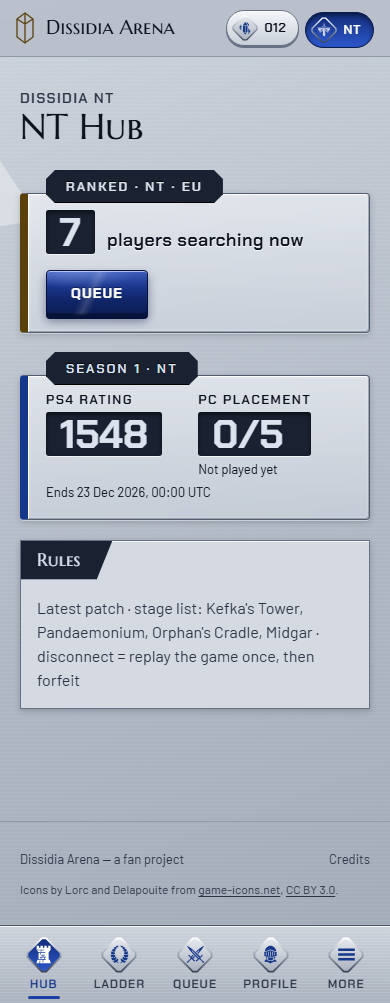 Dissidia Arena
012
NT
DISSIDIA NT
NT Hub
RANKED · NT · EU
7 players searching now
QUEUE
SEASON 1 · NT
PS4 RATING
1548
PC PLACEMENT
0/5
Not played yet
Ends 23 Dec 2026, 00:00 UTC
Rules
Latest patch · stage list: Kefka's Tower,
Pandaemonium, Orphan's Cradle, Midgar ·
disconnect = replay the game once, then
forfeit
Dissidia Arena — a fan project
Credits
Icons by Lorc and Delapouite from game-icons.net, CC BY 3.0.
HUB
LADDER
QUEUE
PROFILE
MORE